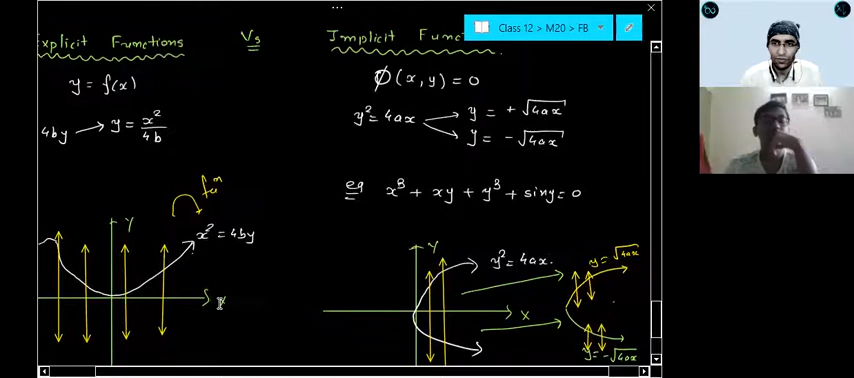 Explicit Functions Vs Implicit Func
Class 12 > M20 > FB
y = f(x)
ϕ(x, y) = 0
4by → y = x²/4b
y² = 4ax → y = +√4ax
→ y = -√4ax
eg x³ + xy + y³ + siny = 0
fⁿ
Y
x² = 4by
X
Y
y² = 4ax.
X
y = √4ax
y = -√4ax